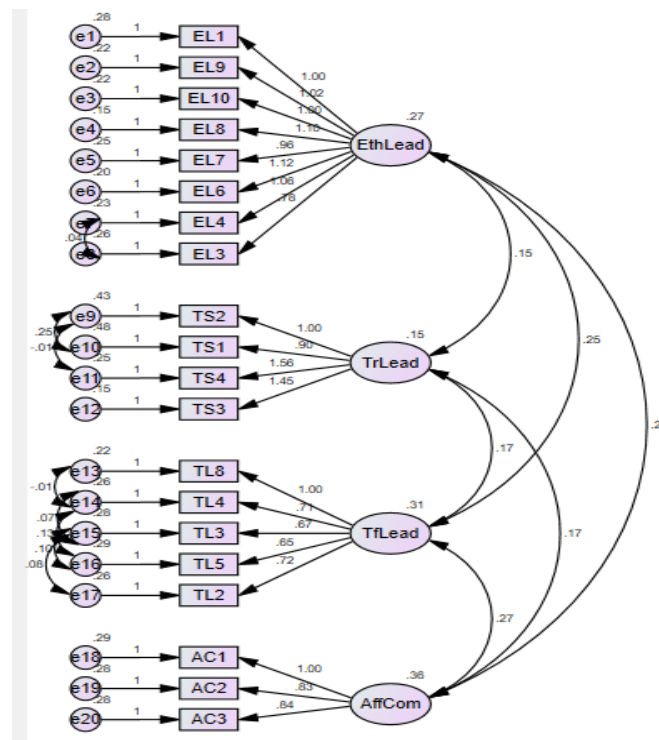 .28
e1 1 EL1
.22
e2 1 EL9
.22
e3 1 EL10
.15
e4 1 EL8
.25
e5 1 EL7
.20
e6 1 EL6
.23
1 EL4
.26
.04
1 EL3
1.00
1.02
.96
1.12
.78
.27
EthLead
.15
.25
.43
e9 1 TS2
.48
.25
e10 1 TS1
-.01
.25
e11 1 TS4
.15
e12 1 TS3
1.00
.90
1.56
1.45
.15
TrLead
.17
.17
.22
e13 1 TL8
-.01
.26
e14 1 TL4
.07
.28
.13
e15 1 TL3
.10
.29
e16 1 TL5
.08
.26
e17 1 TL2
1.00
.71
.67
.65
.72
.31
TfLead
.27
.29
e18 1 AC1
.28
e19 1 AC2
.28
e20 1 AC3
1.00
.83
.84
.36
AffCom